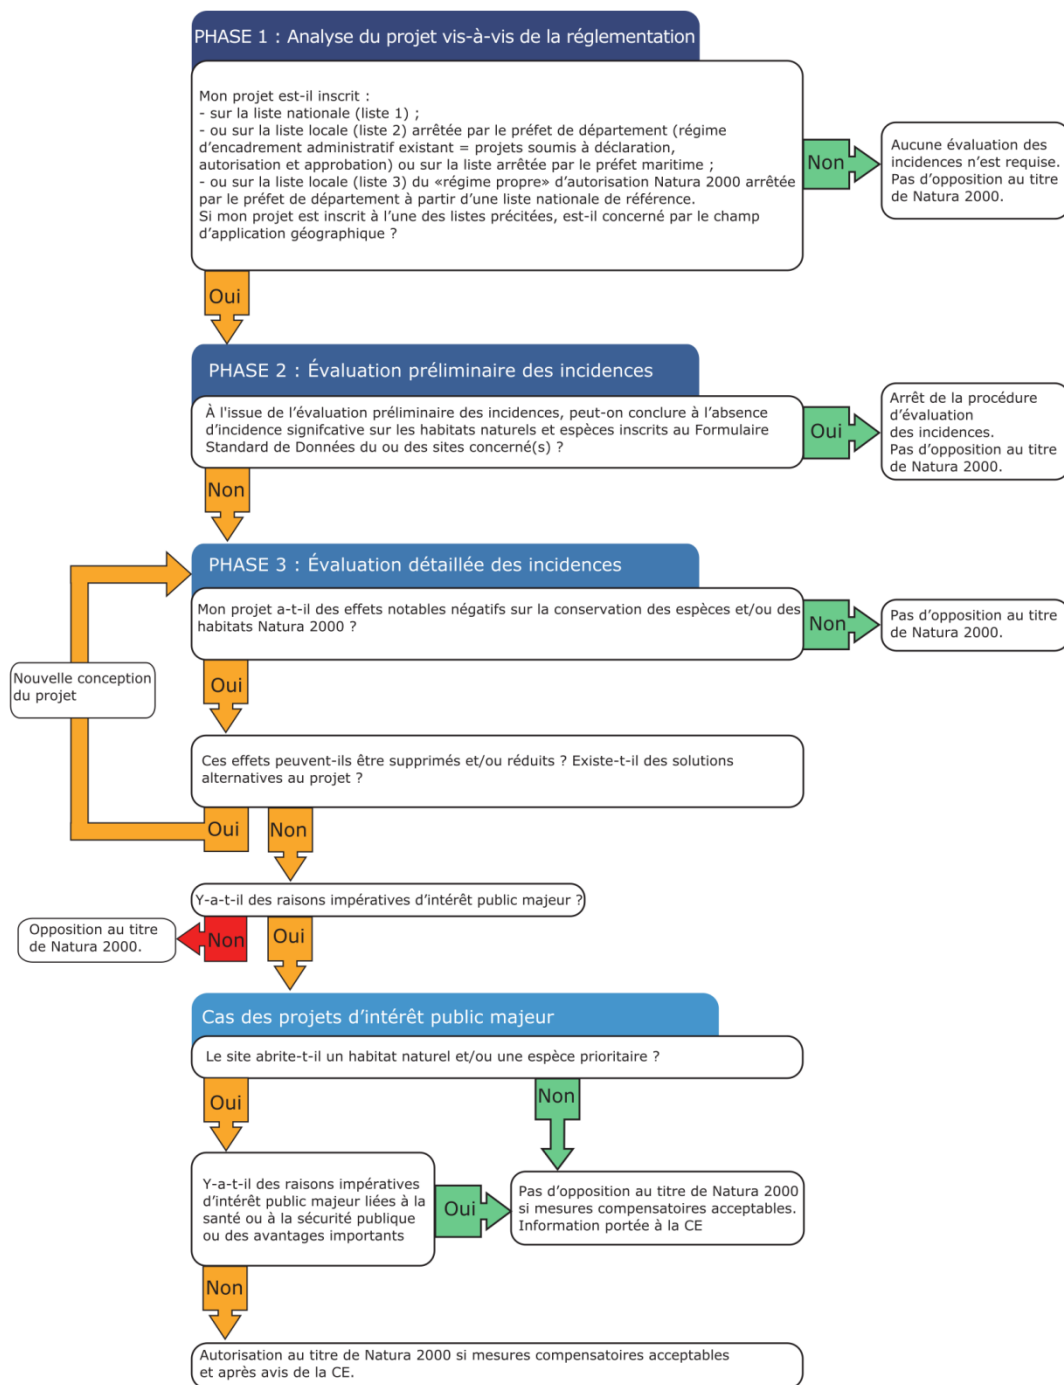 PHASE 1 : Analyse du projet vis-à-vis de la réglementation
Mon projet est-il inscrit :
- sur la liste nationale (liste 1) ;
- ou sur la liste locale (liste 2) arrêtée par le préfet de département (régime
d'encadrement administratif existant = projets soumis à déclaration,
autorisation et approbation) ou sur la liste arrêtée par le préfet maritime ;
- ou sur la liste locale (liste 3) du «régime propre» d'autorisation Natura 2000 arrêtée
par le préfet de département à partir d'une liste nationale de référence.
Si mon projet est inscrit à l'une des listes précitées, est-il concerné par le champ
d'application géographique ?
Non
Aucune évaluation des
incidences n'est requise.
Pas d'opposition au titre
de Natura 2000.
Oui
PHASE 2 : Évaluation préliminaire des incidences
À l'issue de l'évaluation préliminaire des incidences, peut-on conclure à l'absence
d'incidence signifcative sur les habitats naturels et espèces inscrits au Formulaire
Standard de Données du ou des sites concerné(s) ?
Oui
Arrêt de la procédure
d'évaluation
des incidences.
Pas d'opposition au titre
de Natura 2000.
Non
PHASE 3 : Évaluation détaillée des incidences
Mon projet a-t-il des effets notables négatifs sur la conservation des espèces et/ou des
habitats Natura 2000 ?
Non
Pas d'opposition au titre
de Natura 2000.
Nouvelle conception
du projet
Oui
Ces effets peuvent-ils être supprimés et/ou réduits ? Existe-t-il des solutions
alternatives au projet ?
Oui
Non
Y-a-t-il des raisons impératives d'intérêt public majeur ?
Opposition au titre
de Natura 2000.
Non
Oui
Cas des projets d'intérêt public majeur
Le site abrite-t-il un habitat naturel et/ou une espèce prioritaire ?
Oui
Non
Y-a-t-il des raisons impératives
d'intérêt public majeur liées à la
santé ou à la sécurité publique
ou des avantages importants
Oui
Pas d'opposition au titre de Natura 2000
si mesures compensatoires acceptables.
Information portée à la CE
Non
Autorisation au titre de Natura 2000 si mesures compensatoires acceptables
et après avis de la CE.